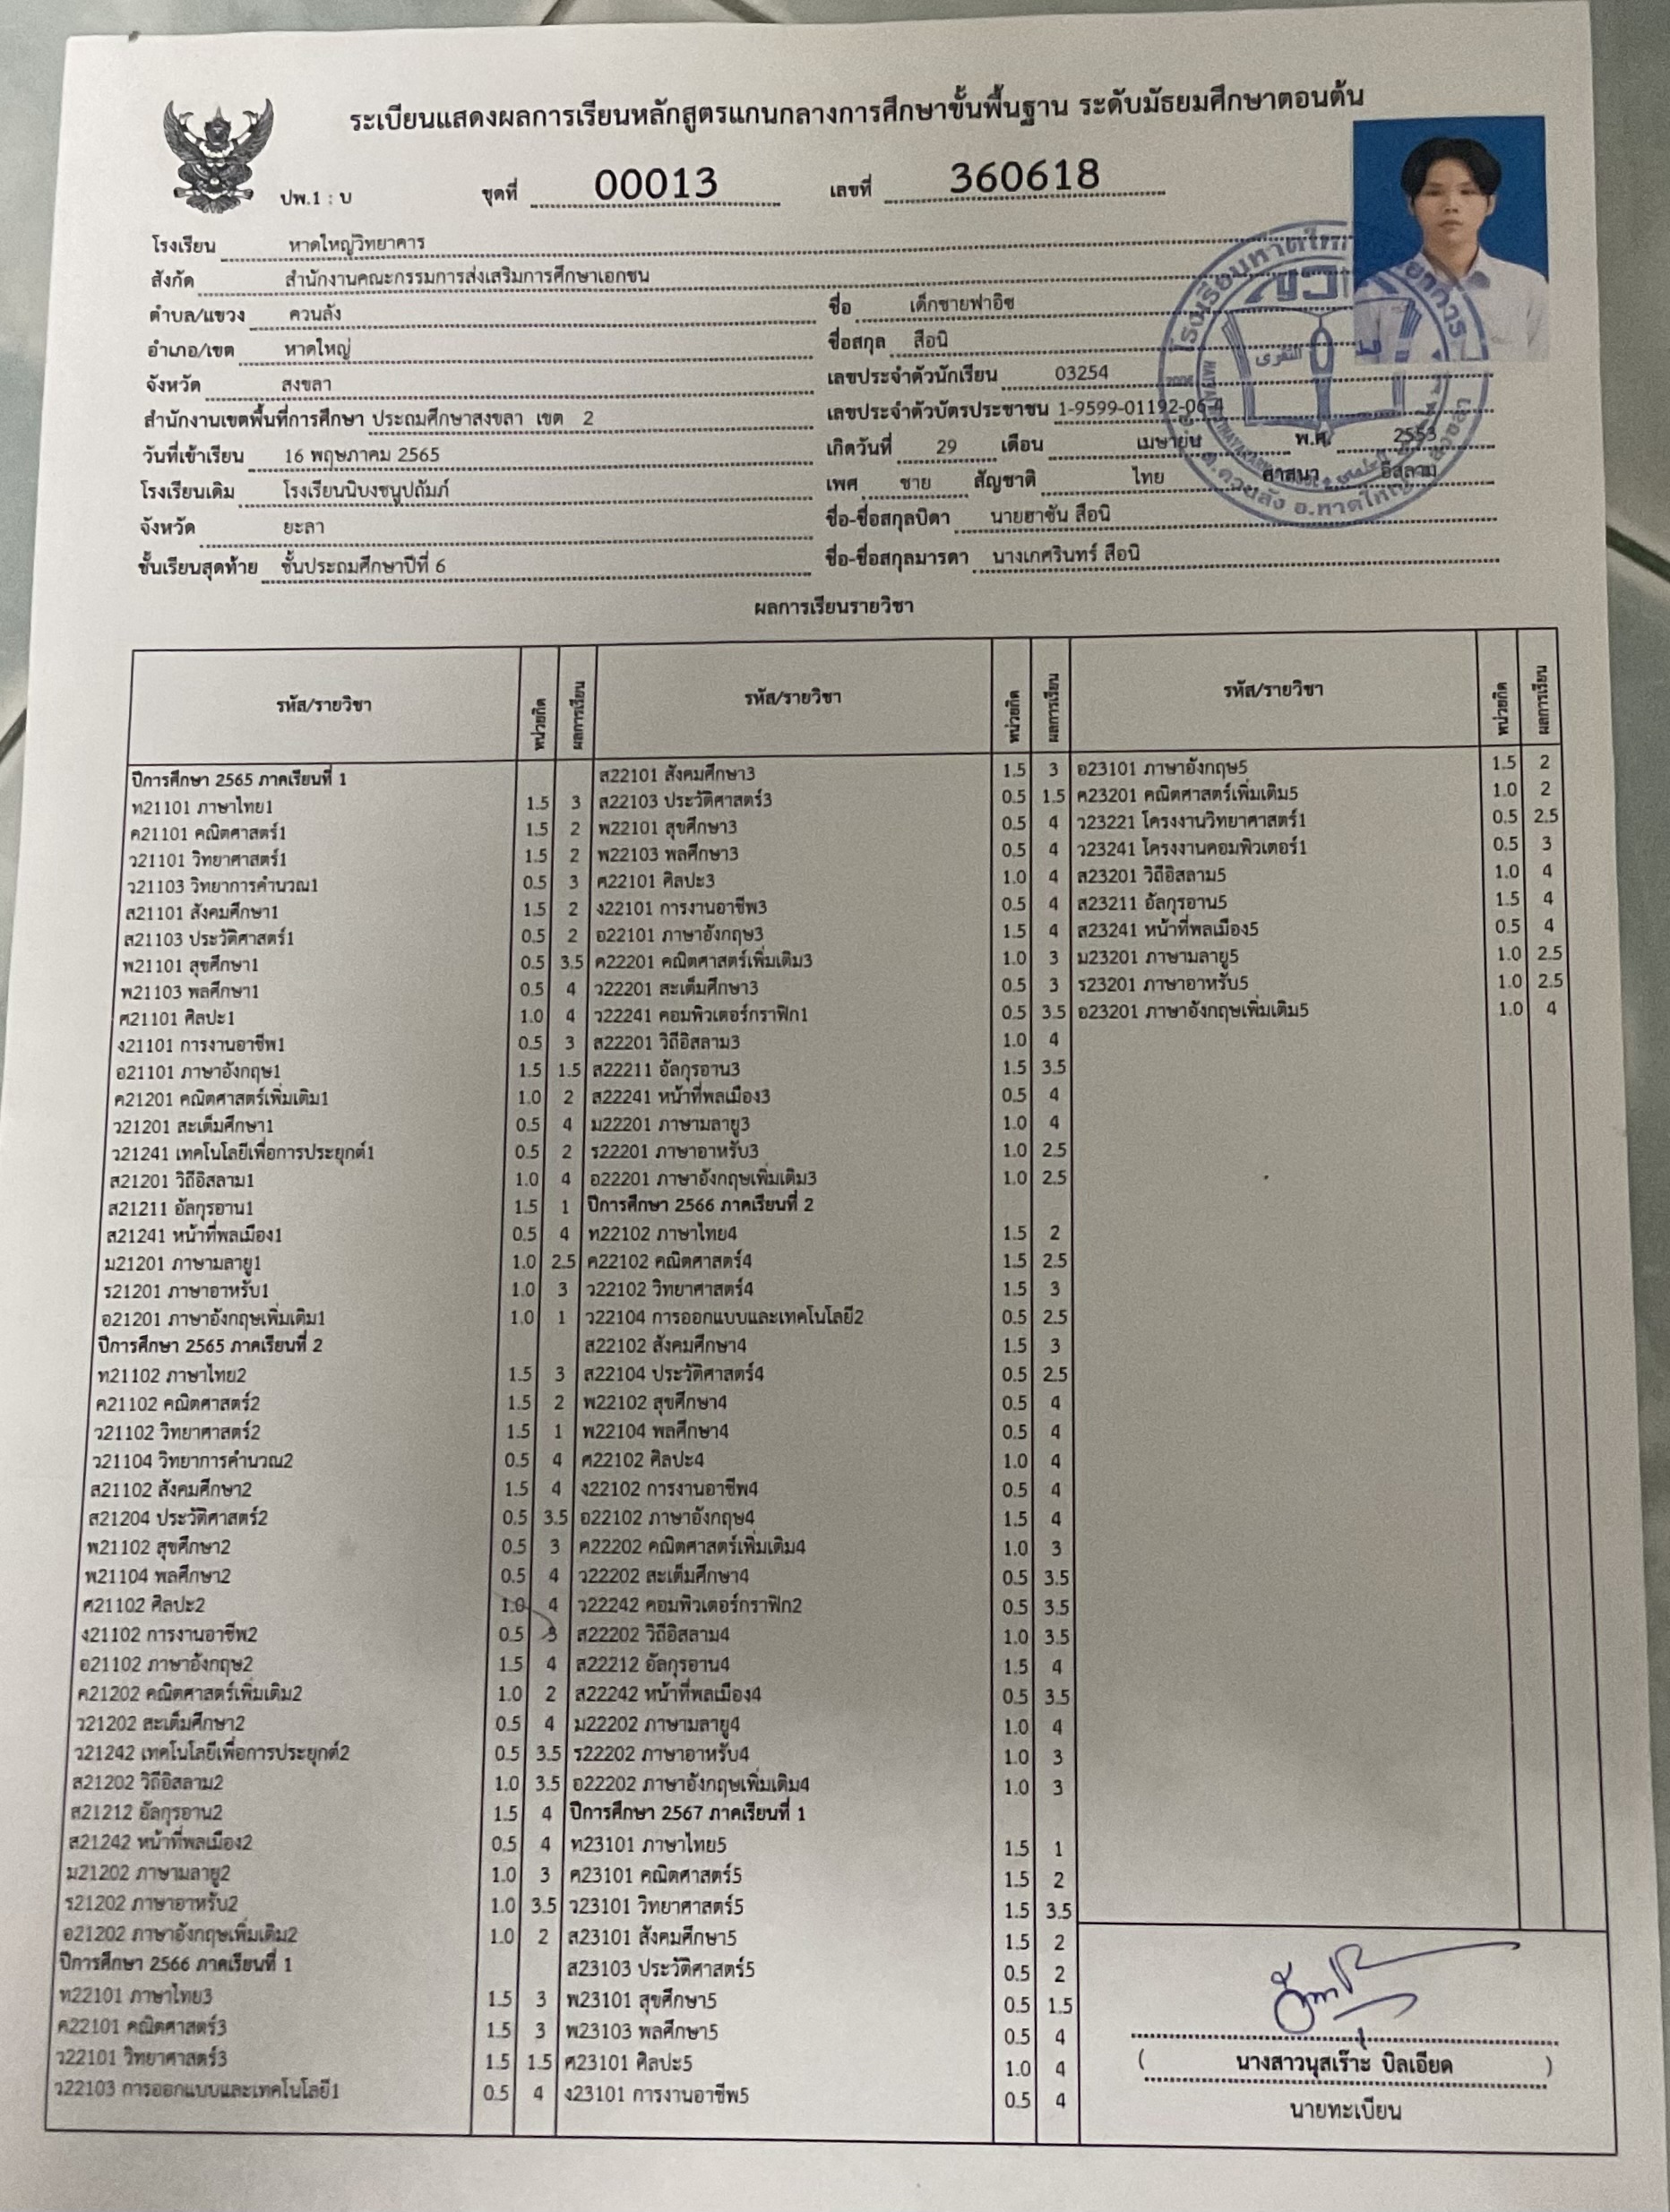 ระเบียนแสดงผลการเรียนหลักสูตรแกนกลางการศึกษาขั้นพื้นฐาน ระดับมัธยมศึกษาตอนต้น
ปพ.1 : บ ชุดที่ 00013 เลขที่ 360618
โรงเรียน หาดใหญ่วิทยาคาร
สังกัด สำนักงานคณะกรรมการส่งเสริมการศึกษาเอกชน
ตำบล/แขวง ควนลัง
อำเภอ/เขต หาดใหญ่
จังหวัด สงขลา
สำนักงานเขตพื้นที่การศึกษา ประถมศึกษาสงขลา เขต 2
วันที่เข้าเรียน 16 พฤษภาคม 2565
โรงเรียนเดิม โรงเรียนนิบงชนูปถัมภ์
จังหวัด ยะลา
ชั้นเรียนสุดท้าย ชั้นประถมศึกษาปีที่ 6
ชื่อ เด็กชายฟาอิซ
ชื่อสกุล สือนิ
เลขประจำตัวนักเรียน 03254
เลขประจำตัวบัตรประชาชน 1-9599-01192-06-4
เกิดวันที่ 29 เดือน เมษายน พ.ศ. 2553
เพศ ชาย สัญชาติ ไทย ศาสนา อิสลาม
ชื่อ-ชื่อสกุลบิดา นายฮาซัน สือนิ
ชื่อ-ชื่อสกุลมารดา นางเกศรินทร์ สือนิ
ผลการเรียนรายวิชา
รหัส/รายวิชา หน่วยกิต ผลการเรียน
ปีการศึกษา 2565 ภาคเรียนที่ 1
ท21101 ภาษาไทย1 1.5 3
ค21101 คณิตศาสตร์1 1.5 2
ว21101 วิทยาศาสตร์1 1.5 2
ว21103 วิทยาการคำนวณ1 0.5 3
ส21101 สังคมศึกษา1 1.5 2
ส21103 ประวัติศาสตร์1 0.5 2
พ21101 สุขศึกษา1 0.5 3.5
พ21103 พลศึกษา1 0.5 4
ศ21101 ศิลปะ1 1.0 4
ง21101 การงานอาชีพ1 0.5 3
อ21101 ภาษาอังกฤษ1 1.5 1.5
ค21201 คณิตศาสตร์เพิ่มเติม1 1.0 2
ว21201 สะเต็มศึกษา1 0.5 4
ว21241 เทคโนโลยีเพื่อการประยุกต์1 0.5 2
ส21201 วิถีอิสลาม1 1.0 4
ส21211 อัลกุรอาน1 1.5 1
ส21241 หน้าที่พลเมือง1 0.5 4
ม21201 ภาษามลายู1 1.0 2.5
ร21201 ภาษาอาหรับ1 1.0 3
อ21201 ภาษาอังกฤษเพิ่มเติม1 1.0 1
ปีการศึกษา 2565 ภาคเรียนที่ 2
ท21102 ภาษาไทย2 1.5 3
ค21102 คณิตศาสตร์2 1.5 2
ว21102 วิทยาศาสตร์2 1.5 1
ว21104 วิทยาการคำนวณ2 0.5 4
ส21102 สังคมศึกษา2 1.5 4
ส21204 ประวัติศาสตร์2 0.5 3.5
พ21102 สุขศึกษา2 0.5 3
พ21104 พลศึกษา2 0.5 4
ศ21102 ศิลปะ2 1.0 4
ง21102 การงานอาชีพ2 0.5 3
อ21102 ภาษาอังกฤษ2 1.5 4
ค21202 คณิตศาสตร์เพิ่มเติม2 1.0 2
ว21202 สะเต็มศึกษา2 0.5 4
ว21242 เทคโนโลยีเพื่อการประยุกต์2 0.5 3.5
ส21202 วิถีอิสลาม2 1.0 3.5
ส21212 อัลกุรอาน2 1.5 4
ส21242 หน้าที่พลเมือง2 0.5 4
ม21202 ภาษามลายู2 1.0 3
ร21202 ภาษาอาหรับ2 1.0 3.5
อ21202 ภาษาอังกฤษเพิ่มเติม2 1.0 2
ปีการศึกษา 2566 ภาคเรียนที่ 1
ท22101 ภาษาไทย3 1.5 3
ค22101 คณิตศาสตร์3 1.5 3
ว22101 วิทยาศาสตร์3 1.5 1.5
ว22103 การออกแบบและเทคโนโลยี1 0.5 4
รหัส/รายวิชา หน่วยกิต ผลการเรียน
ส22101 สังคมศึกษา3 1.5 3
ส22103 ประวัติศาสตร์3 0.5 1.5
พ22101 สุขศึกษา3 0.5 4
พ22103 พลศึกษา3 0.5 4
ศ22101 ศิลปะ3 1.0 4
ง22101 การงานอาชีพ3 0.5 4
อ22101 ภาษาอังกฤษ3 1.5 4
ค22201 คณิตศาสตร์เพิ่มเติม3 1.0 3
ว22201 สะเต็มศึกษา3 0.5 3
ว22241 คอมพิวเตอร์กราฟิก1 0.5 3.5
ส22201 วิถีอิสลาม3 1.0 4
ส22211 อัลกุรอาน3 1.5 3.5
ส22241 หน้าที่พลเมือง3 0.5 4
ม22201 ภาษามลายู3 1.0 4
ร22201 ภาษาอาหรับ3 1.0 2.5
อ22201 ภาษาอังกฤษเพิ่มเติม3 1.0 2.5
ปีการศึกษา 2566 ภาคเรียนที่ 2
ท22102 ภาษาไทย4 1.5 2
ค22102 คณิตศาสตร์4 1.5 2.5
ว22102 วิทยาศาสตร์4 1.5 3
ว22104 การออกแบบและเทคโนโลยี2 0.5 2.5
ส22102 สังคมศึกษา4 1.5 3
ส22104 ประวัติศาสตร์4 0.5 2.5
พ22102 สุขศึกษา4 0.5 4
พ22104 พลศึกษา4 0.5 4
ศ22102 ศิลปะ4 1.0 4
ง22102 การงานอาชีพ4 0.5 4
อ22102 ภาษาอังกฤษ4 1.5 4
ค22202 คณิตศาสตร์เพิ่มเติม4 1.0 3
ว22202 สะเต็มศึกษา4 0.5 3.5
ว22242 คอมพิวเตอร์กราฟิก2 0.5 3.5
ส22202 วิถีอิสลาม4 1.0 3.5
ส22212 อัลกุรอาน4 1.5 4
ส22242 หน้าที่พลเมือง4 0.5 3.5
ม22202 ภาษามลายู4 1.0 4
ร22202 ภาษาอาหรับ4 1.0 3
อ22202 ภาษาอังกฤษเพิ่มเติม4 1.0 3
ปีการศึกษา 2567 ภาคเรียนที่ 1
ท23101 ภาษาไทย5 1.5 1
ค23101 คณิตศาสตร์5 1.5 2
ว23101 วิทยาศาสตร์5 1.5 3.5
ส23101 สังคมศึกษา5 1.5 2
ส23103 ประวัติศาสตร์5 0.5 2
พ23101 สุขศึกษา5 0.5 1.5
พ23103 พลศึกษา5 0.5 4
ศ23101 ศิลปะ5 1.0 4
ง23101 การงานอาชีพ5 0.5 4
รหัส/รายวิชา หน่วยกิต ผลการเรียน
อ23101 ภาษาอังกฤษ5 1.5 2
ค23201 คณิตศาสตร์เพิ่มเติม5 1.0 2
ว23221 โครงงานวิทยาศาสตร์1 0.5 2.5
ว23241 โครงงานคอมพิวเตอร์1 0.5 3
ส23201 วิถีอิสลาม5 1.0 4
ส23211 อัลกุรอาน5 1.5 4
ส23241 หน้าที่พลเมือง5 0.5 4
ม23201 ภาษามลายู5 1.0 2.5
ร23201 ภาษาอาหรับ5 1.0 2.5
อ23201 ภาษาอังกฤษเพิ่มเติม5 1.0 4
( นางสาวนุสเร๊าะ บิลเอียด )
นายทะเบียน